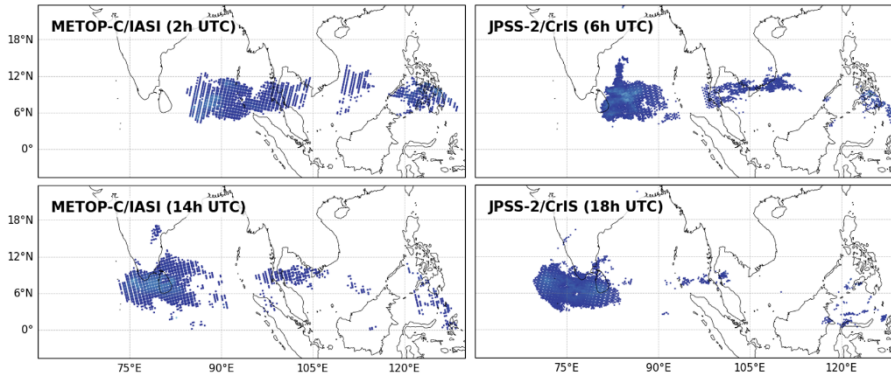 METOP-C/IASI (2h UTC)
JPSS-2/CrIS (6h UTC)
18°N
12°N
6°N
0°
METOP-C/IASI (14h UTC)
JPSS-2/CrIS (18h UTC)
18°N
12°N
6°N
0°
75°E 90°E 105°E 120°E 75°E 90°E 105°E 120°E